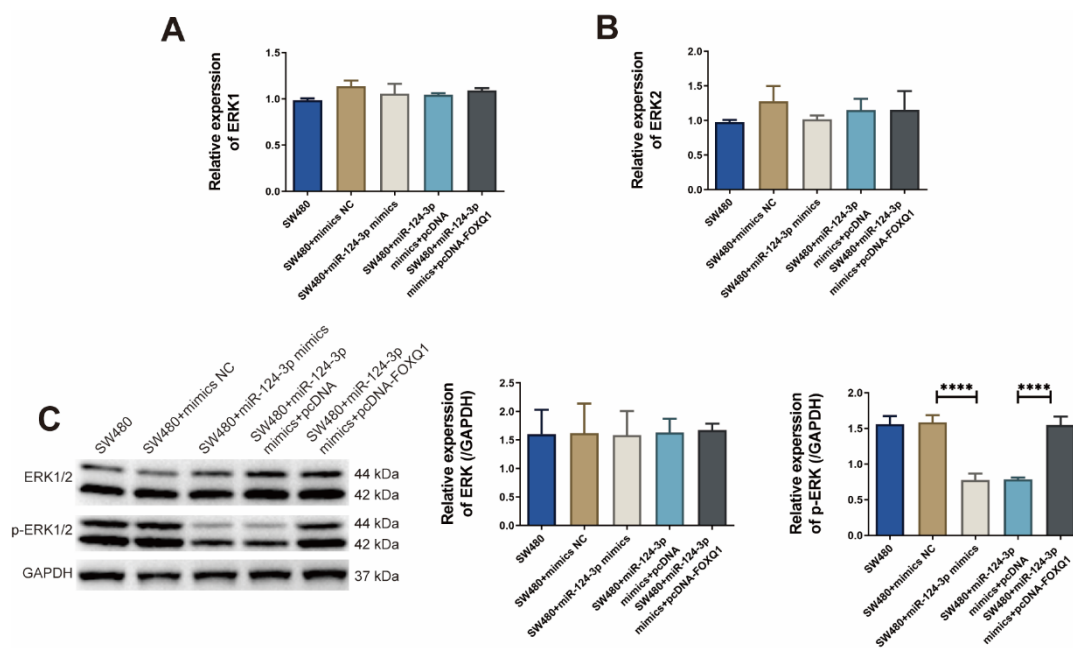 A
Relative experssion
of ERK1
1.5
1.0
0.5
0.0
SW480
SW480+mimics NC
SW480+miR-124-3p mimics
SW480+miR-124-3p
mimics+pcDNA
SW480+miR-124-3p
mimics+pcDNA-FOXQ1
B
Relative experssion
of ERK2
2.0
1.5
1.0
0.5
0.0
SW480
SW480+mimics NC
SW480+miR-124-3p mimics
SW480+miR-124-3p
mimics+pcDNA
SW480+miR-124-3p
mimics+pcDNA-FOXQ1
C
SW480
SW480+mimics NC
SW480+miR-124-3p mimics
SW480+miR-124-3p
mimics+pcDNA
SW480+miR-124-3p
mimics+pcDNA-FOXQ1
ERK1/2
44 kDa
42 kDa
p-ERK1/2
44 kDa
42 kDa
GAPDH
37 kDa
Relative experssion
of ERK (/GAPDH)
2.5
2.0
1.5
1.0
0.5
0.0
SW480
SW480+mimics NC
SW480+miR-124-3p mimics
SW480+miR-124-3p
mimics+pcDNA
SW480+miR-124-3p
mimics+pcDNA-FOXQ1
Relative experssion
of p-ERK (/GAPDH)
2.0
1.5
1.0
0.5
0.0
**** ****
SW480
SW480+mimics NC
SW480+miR-124-3p mimics
SW480+miR-124-3p
mimics+pcDNA
SW480+miR-124-3p
mimics+pcDNA-FOXQ1